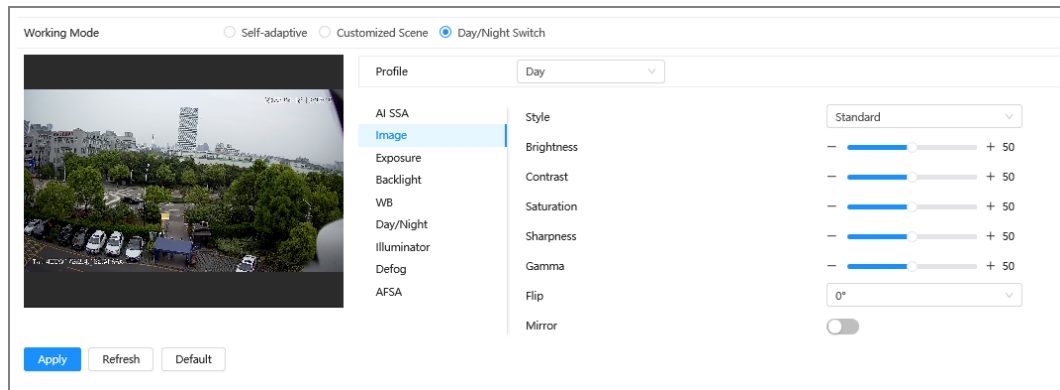 Working Mode Self-adaptive Customized Scene Day/Night Switch
Profile Day
AI SSA
Image
Exposure
Backlight
WB
Day/Night
Illuminator
Defog
AFSA
Style Standard
Brightness − + 50
Contrast − + 50
Saturation − + 50
Sharpness − + 50
Gamma − + 50
Flip 0°
Mirror
Apply Refresh Default